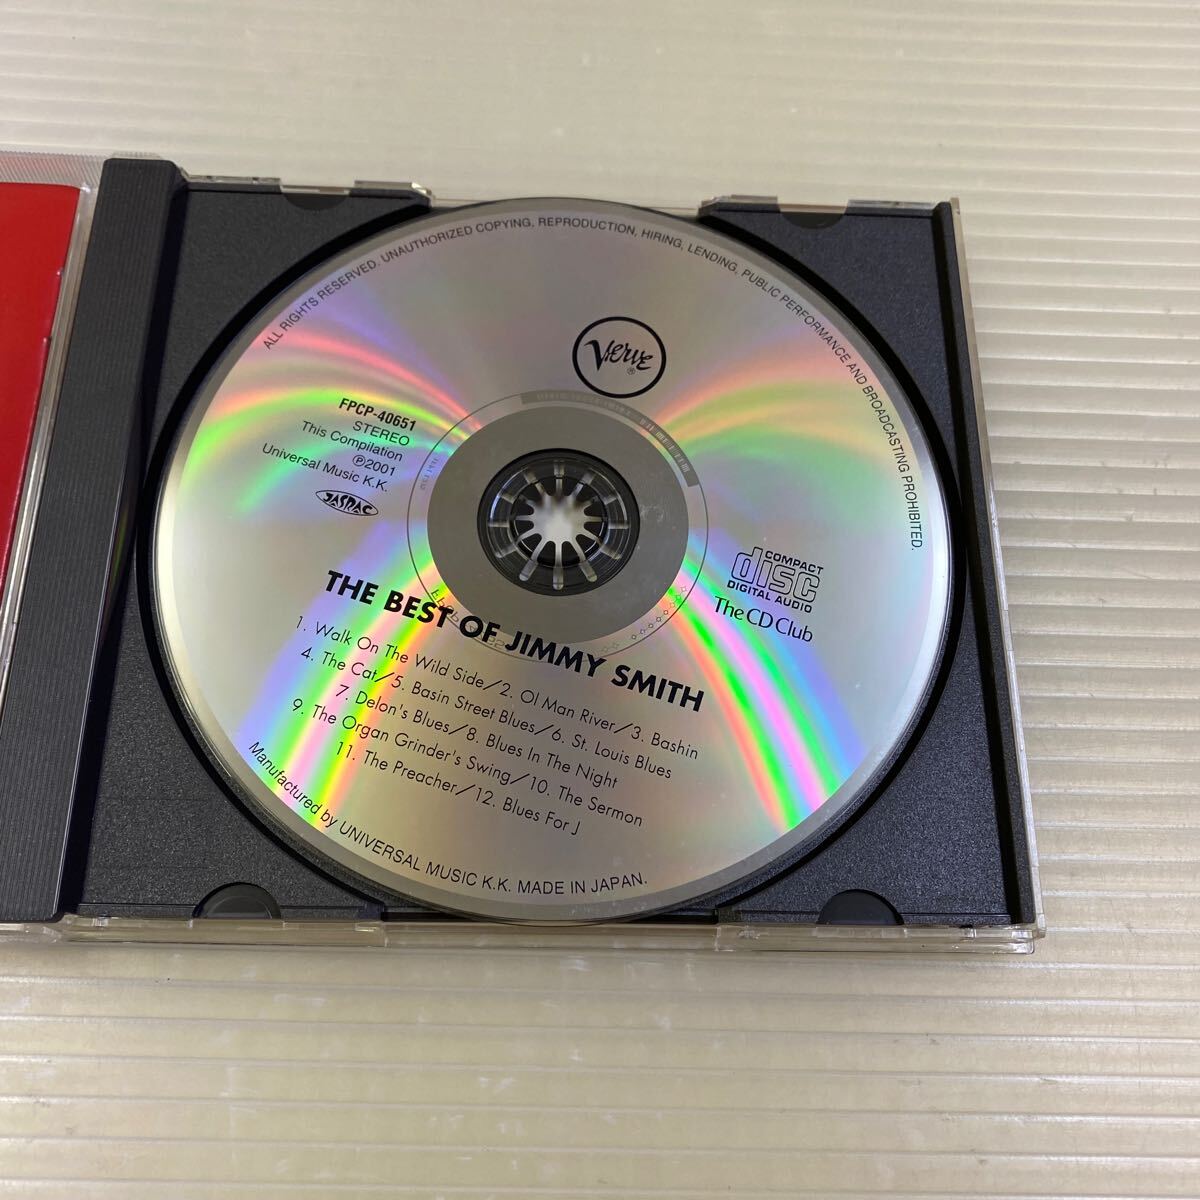 ALL RIGHTS RESERVED. UNAUTHORIZED COPYING, REPRODUCTION, HIRING, LENDING, PUBLIC PERFORMANCE AND BROADCASTING PROHIBITED.
Verve®
FPCP-40651
STEREO
This Compilation
℗2001
Universal Music K.K.
JASRAC
COMPACT
disc
DIGITAL AUDIO
The CD Club
THE BEST OF JIMMY SMITH
1. Walk On The Wild Side/2. Ol Man River/3. Bashin
4. The Cat/5. Basin Street Blues/6. St. Louis Blues
7. Delon's Blues/8. Blues In The Night
9. The Organ Grinder's Swing/10. The Sermon
11. The Preacher/12. Blues For J
Manufactured by UNIVERSAL MUSIC K.K. MADE IN JAPAN.